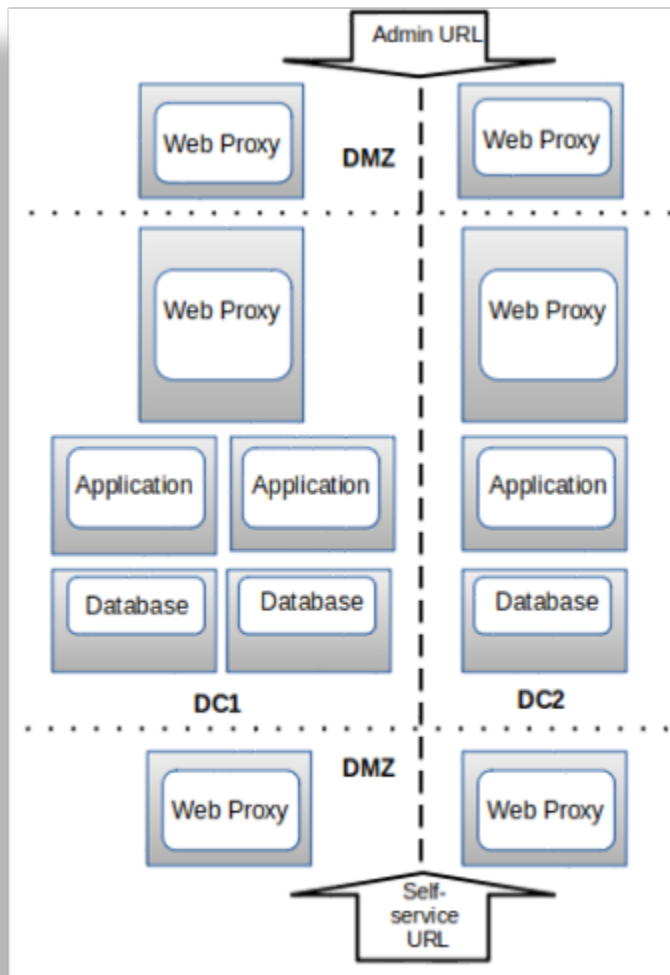 Admin URL
Web Proxy
DMZ
Web Proxy
Web Proxy
Web Proxy
Application
Application
Application
Database
Database
Database
DC1
DC2
DMZ
Web Proxy
Web Proxy
Self-
service
URL